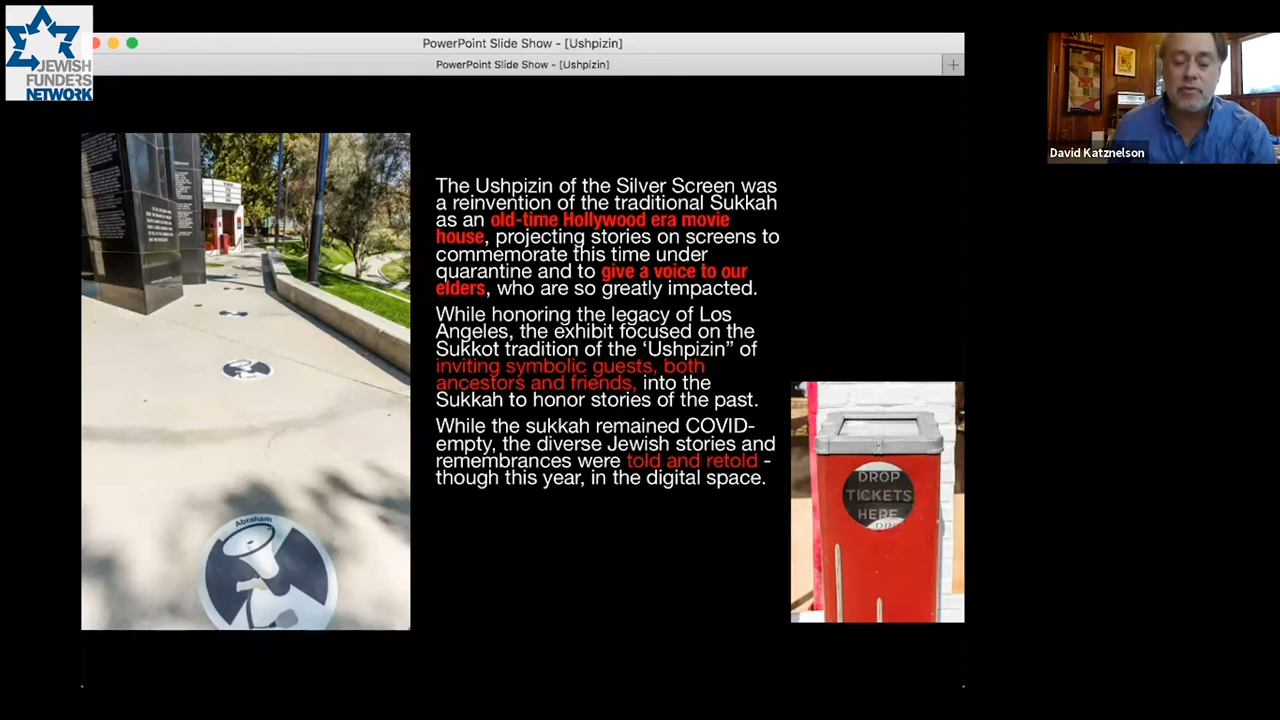 JEWISH
FUNDERS
NETWORK
PowerPoint Slide Show - [Ushpizin]
PowerPoint Slide Show - [Ushpizin]
David Katznelson
The Ushpizin of the Silver Screen was
a reinvention of the traditional Sukkah
as an old-time Hollywood era movie
house, projecting stories on screens to
commemorate this time under
quarantine and to give a voice to our
elders, who are so greatly impacted.
While honoring the legacy of Los
Angeles, the exhibit focused on the
Sukkot tradition of the ‘Ushpizin” of
inviting symbolic guests, both
ancestors and friends, into the
Sukkah to honor stories of the past.
While the sukkah remained COVID-
empty, the diverse Jewish stories and
remembrances were told and retold -
though this year, in the digital space.
Abraham
DROP
TICKETS
HERE